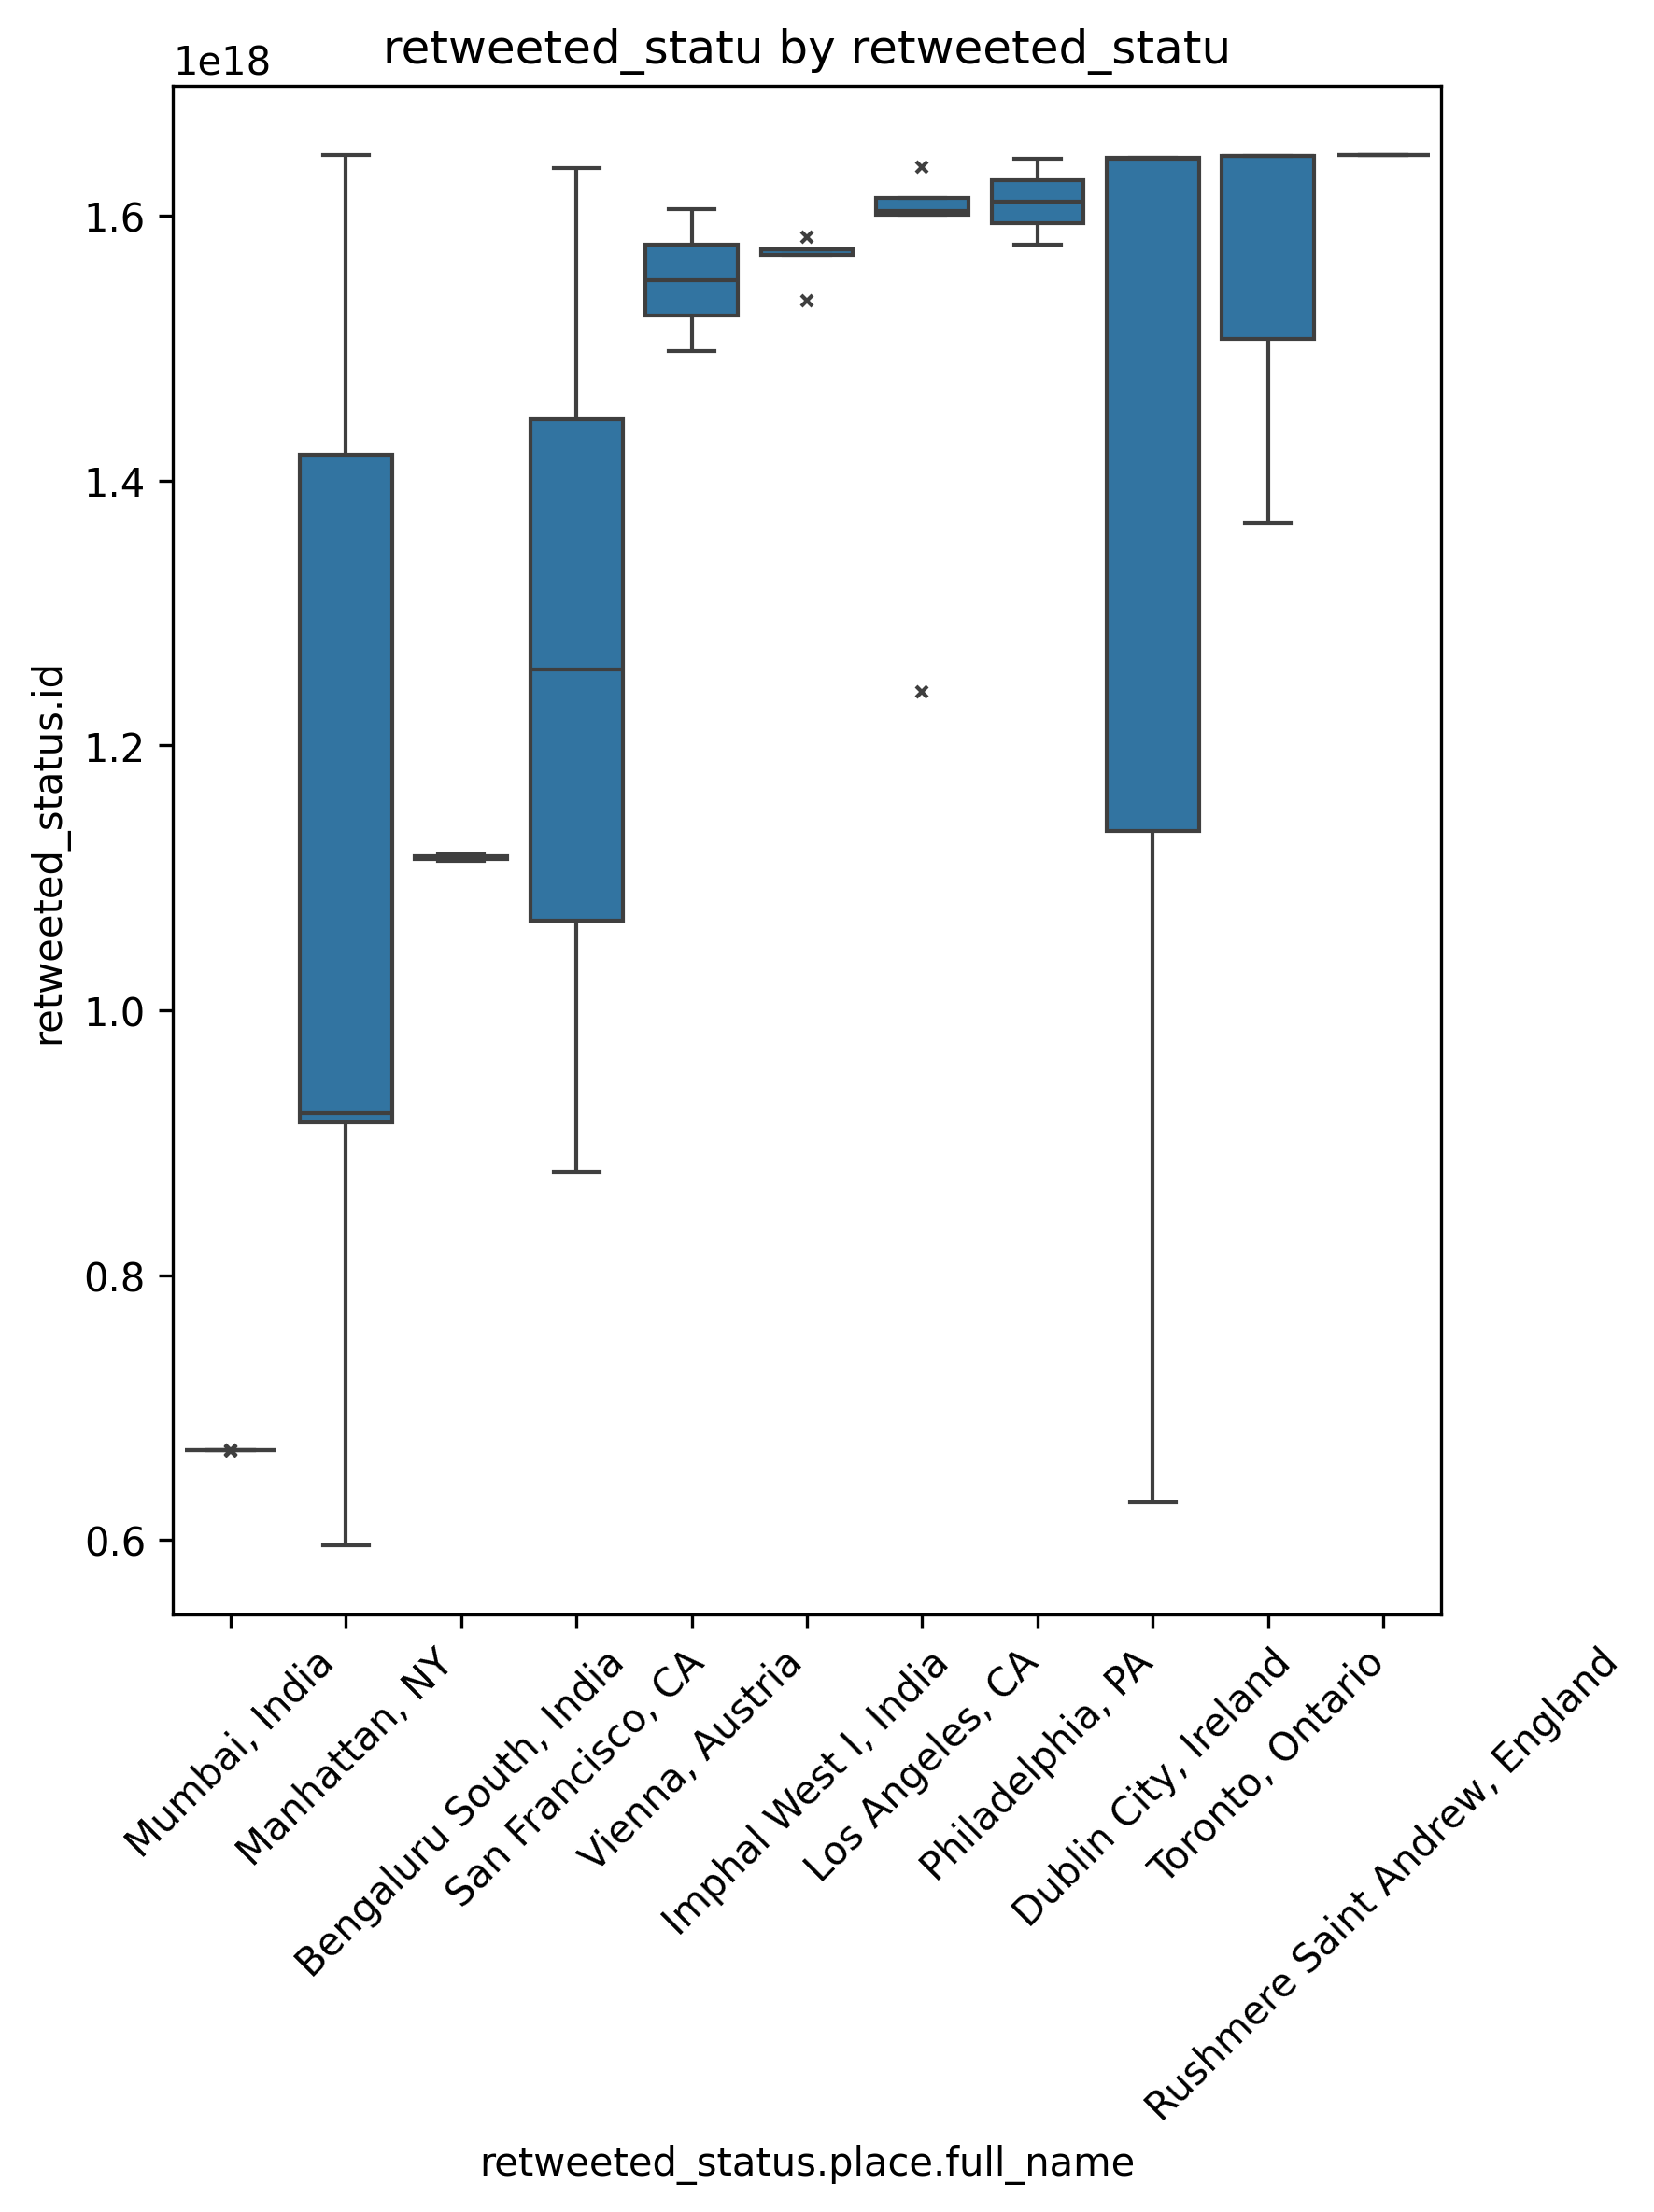 retweeted_statu by retweeted_statu
1e18
1.6
1.4
1.2
1.0
0.8
0.6
retweeted_status.id
Mumbai, India
Manhattan, NY
Bengaluru South, India
San Francisco, CA
Vienna, Austria
Imphal West I, India
Los Angeles, CA
Philadelphia, PA
Dublin City, Ireland
Toronto, Ontario
Rushmere Saint Andrew, England
retweeted_status.place.full_name